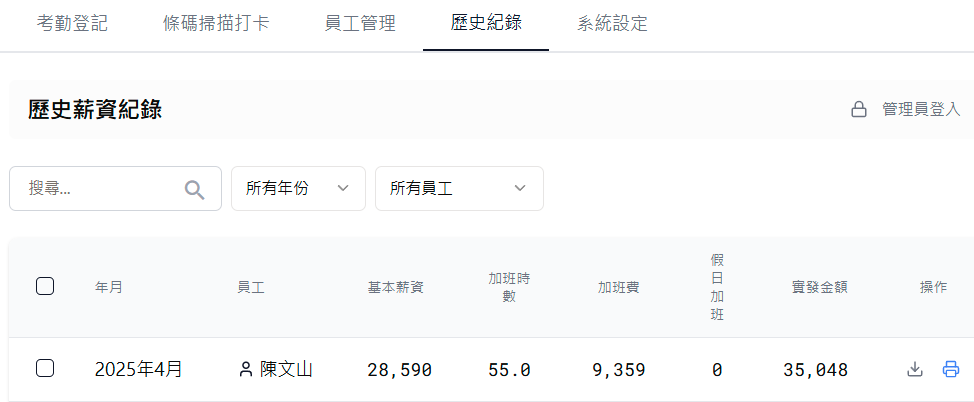 考勤登記 條碼掃描打卡 員工管理 歷史紀錄 系統設定
歷史薪資紀錄 管理員登入
搜尋... 所有年份 所有員工
年月 員工 基本薪資 加班時數 加班費 假日加班 實發金額 操作
2025年4月 陳文山 28,590 55.0 9,359 0 35,048